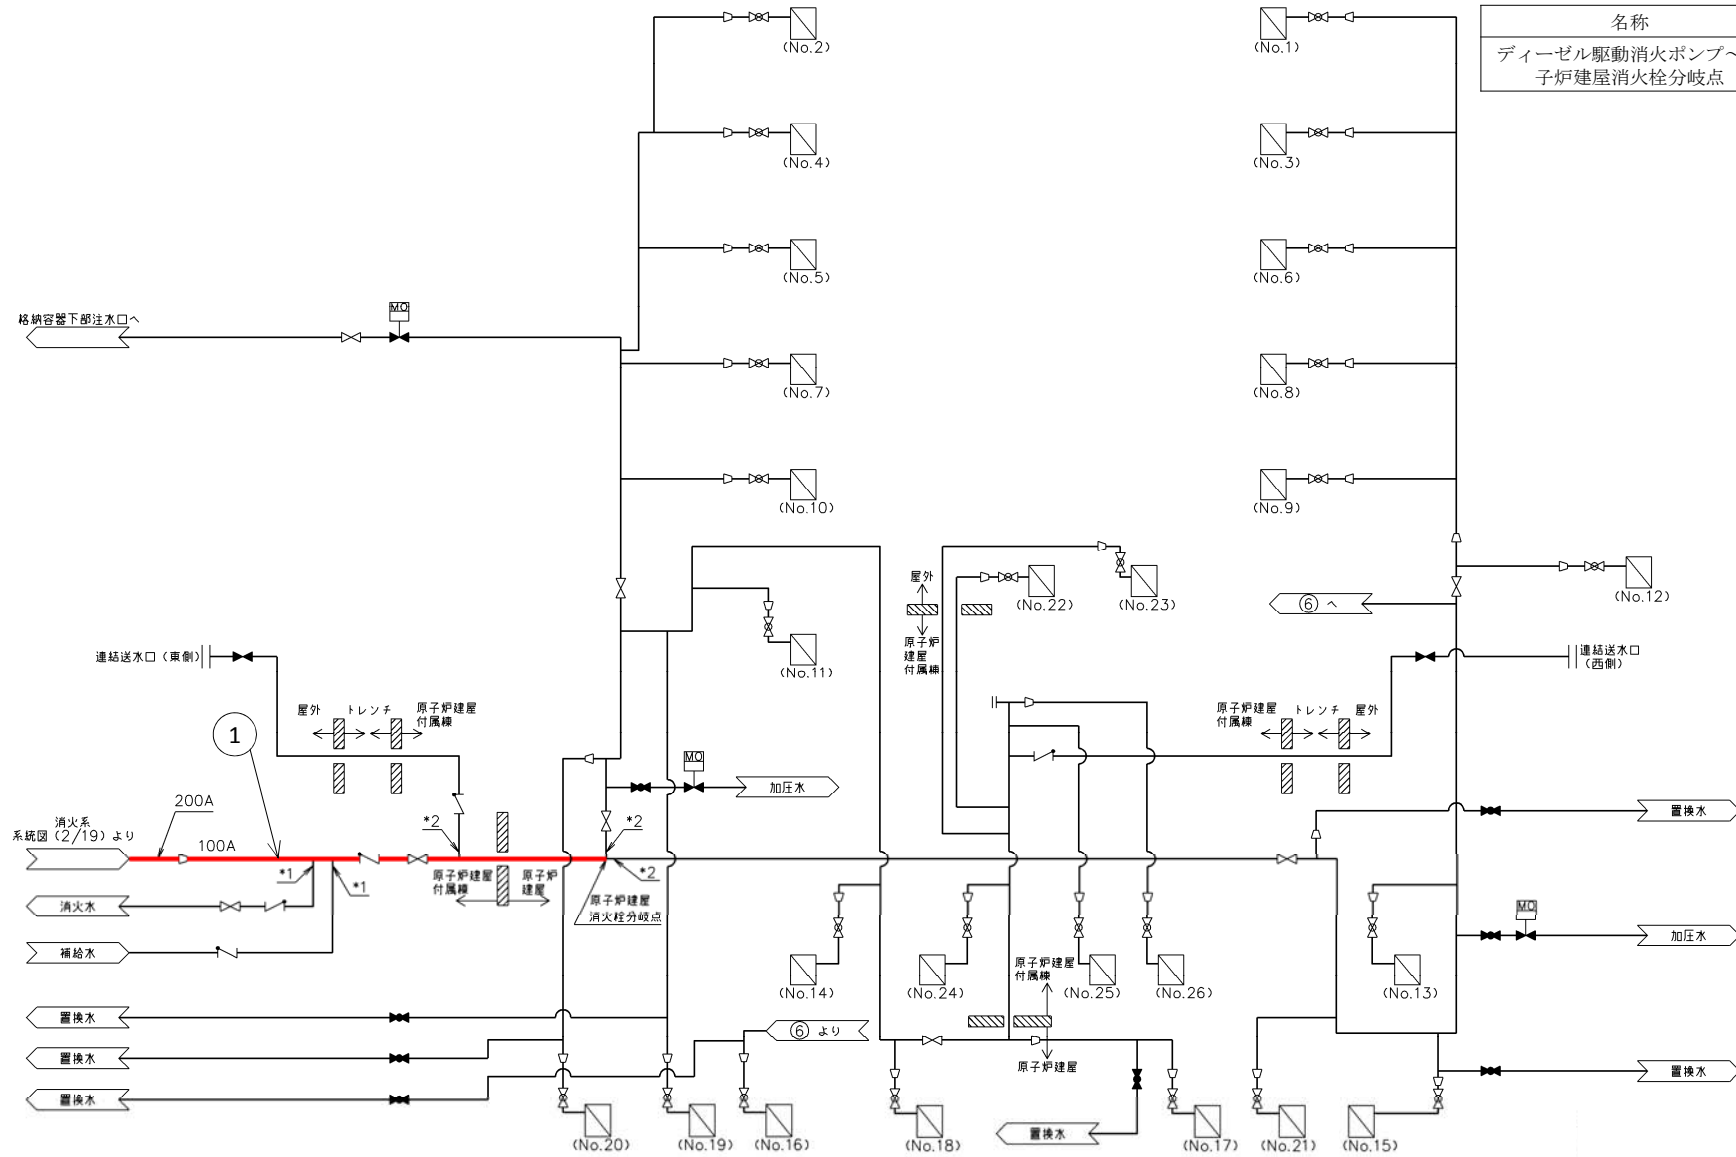 (No.2)
(No.1)
名称
ディーゼル駆動消火ポンプ～
子炉建屋消火栓分岐点
(No.4)
(No.3)
(No.5)
(No.6)
MO
格納容器下部注水口へ
(No.7)
(No.8)
(No.10)
(No.9)
屋外
(No.22)
(No.23)
⑥ へ
(No.12)
原子炉
建屋
付属棟
連結送水口（東側）
(No.11)
連結送水口
（西側）
屋外
トレンチ
原子炉建屋
付属棟
原子炉建屋
付属棟
トレンチ
屋外
1
MO
加圧水
200A
消火系
系統図（2/19）より
100A
*2
*2
置換水
*1
*1
原子炉建屋
付属棟
原子炉
建屋
*2
原子炉建屋
消火栓分岐点
消火水
MO
加圧水
補給水
(No.14)
(No.24)
原子炉建屋
付属棟
(No.25)
(No.26)
(No.13)
置換水
⑥ より
置換水
原子炉建屋
置換水
置換水
(No.20)
(No.19)
(No.16)
(No.18)
置換水
(No.17)
(No.21)
(No.15)